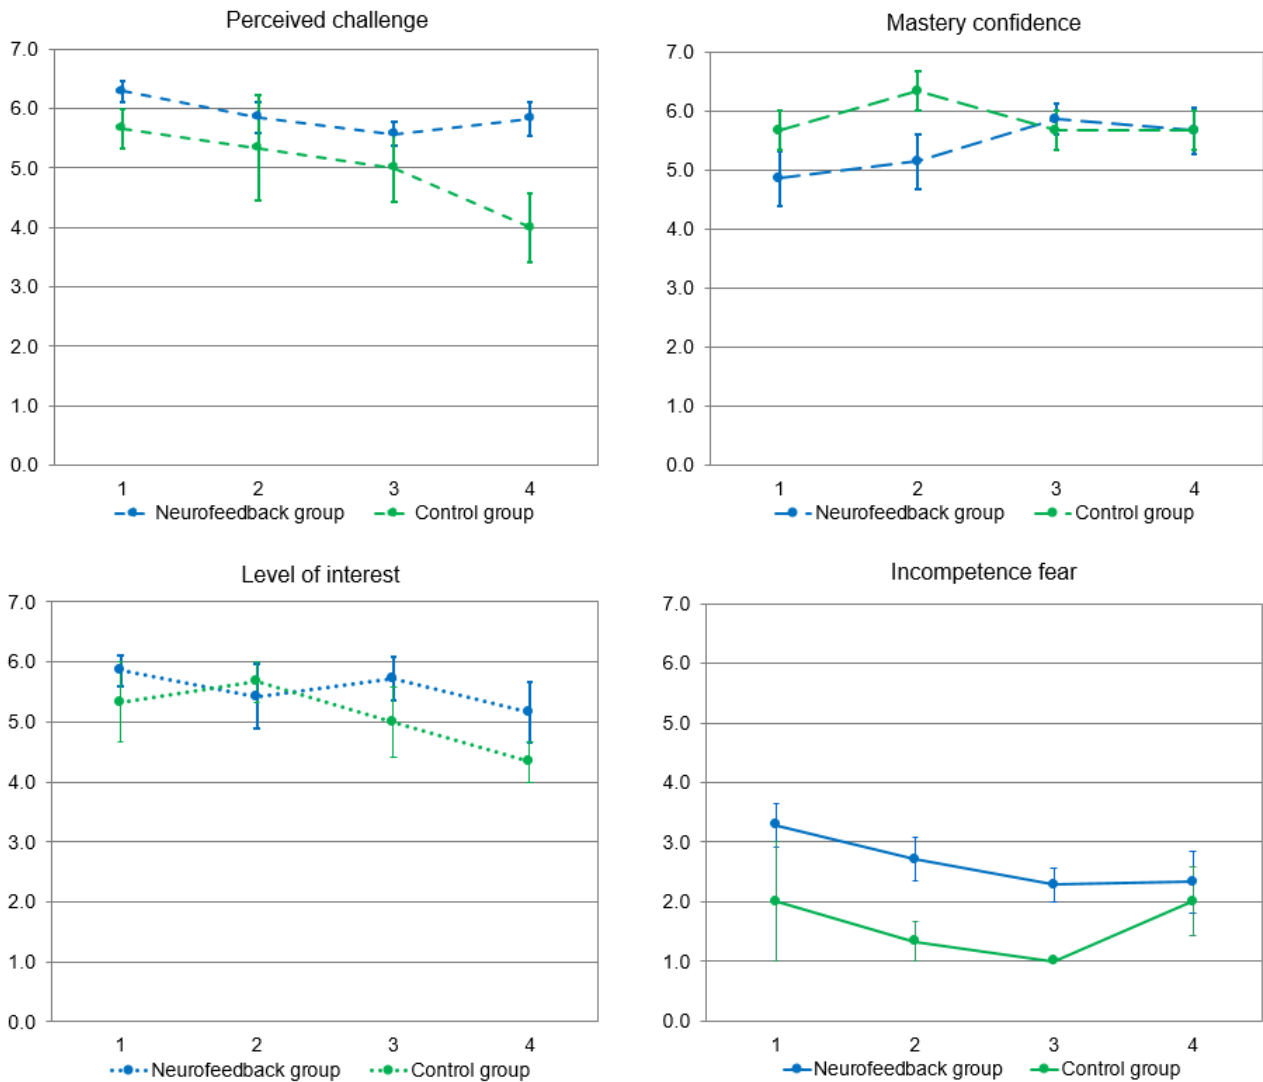 Perceived challenge
7.0
6.0
5.0
4.0
3.0
2.0
1.0
0.0
1 2 3 4
Neurofeedback group Control group
Mastery confidence
7.0
6.0
5.0
4.0
3.0
2.0
1.0
0.0
1 2 3 4
Neurofeedback group Control group
Level of interest
7.0
6.0
5.0
4.0
3.0
2.0
1.0
0.0
1 2 3 4
Neurofeedback group Control group
Incompetence fear
7.0
6.0
5.0
4.0
3.0
2.0
1.0
0.0
1 2 3 4
Neurofeedback group Control group